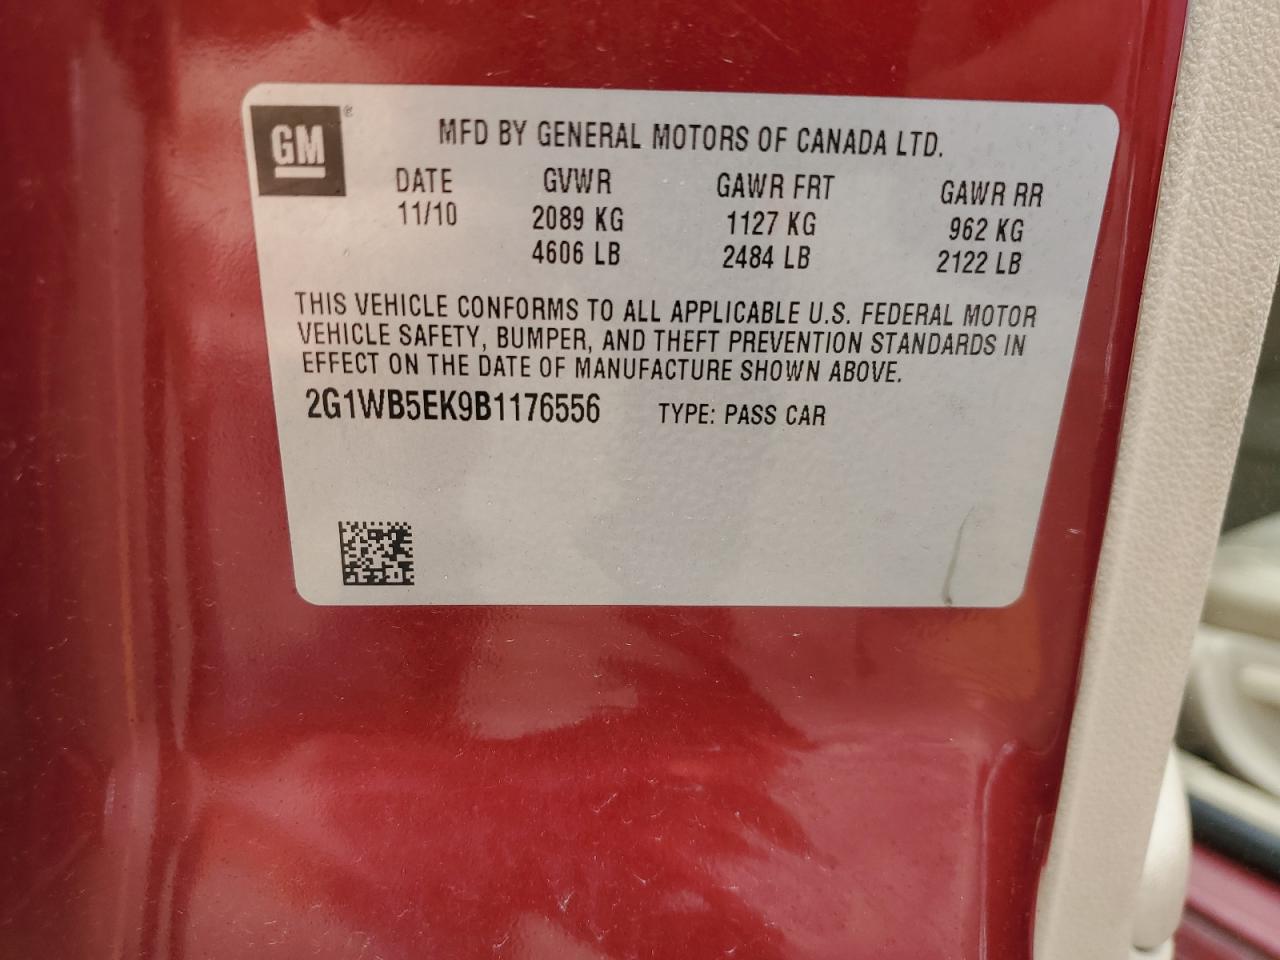 GM ®
MFD BY GENERAL MOTORS OF CANADA LTD.
DATE GVWR GAWR FRT GAWR RR
11/10 2089 KG 1127 KG 962 KG
4606 LB 2484 LB 2122 LB
THIS VEHICLE CONFORMS TO ALL APPLICABLE U.S. FEDERAL MOTOR
VEHICLE SAFETY, BUMPER, AND THEFT PREVENTION STANDARDS IN
EFFECT ON THE DATE OF MANUFACTURE SHOWN ABOVE.
2G1WB5EK9B1176556 TYPE: PASS CAR